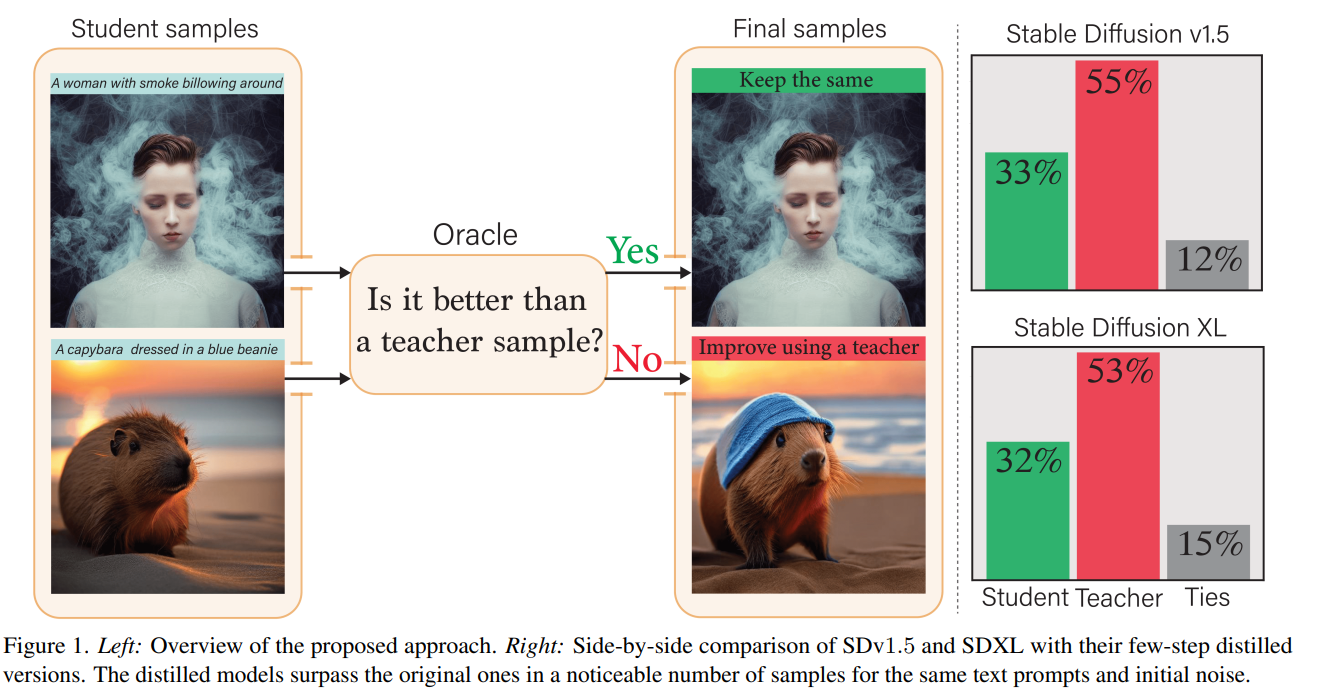 Student samples
A woman with smoke billowing around
A capybara dressed in a blue beanie
Oracle
Is it better than
a teacher sample?
Yes
No
Final samples
Keep the same
Improve using a teacher
Stable Diffusion v1.5
33%
55%
12%
Stable Diffusion XL
32%
53%
15%
Student Teacher Ties
Figure 1. Left: Overview of the proposed approach. Right: Side-by-side comparison of SDv1.5 and SDXL with their few-step distilled
versions. The distilled models surpass the original ones in a noticeable number of samples for the same text prompts and initial noise.